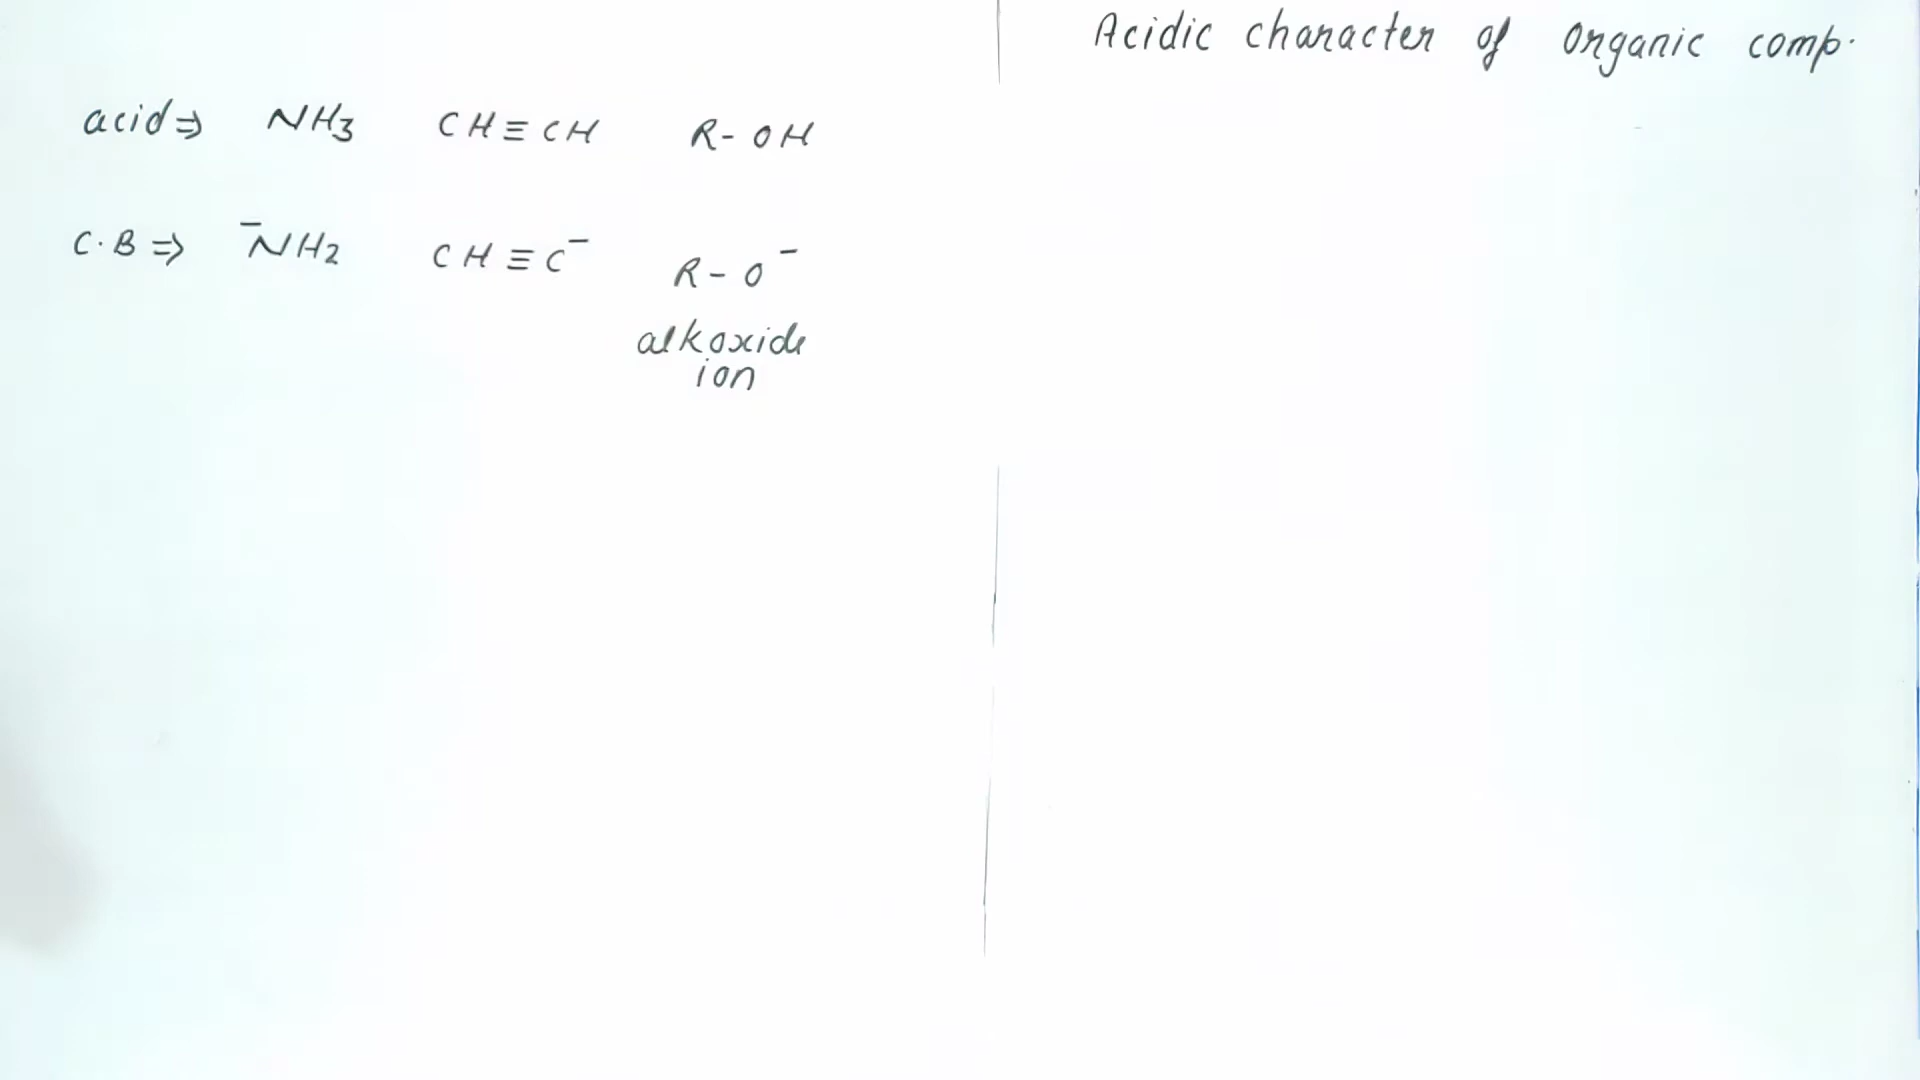 Acidic character of organic comp.
acid⇒ NH3 CH≡CH R-OH
C.B⇒ ⁻NH2 CH≡C⁻ R-O⁻
alkoxide
ion